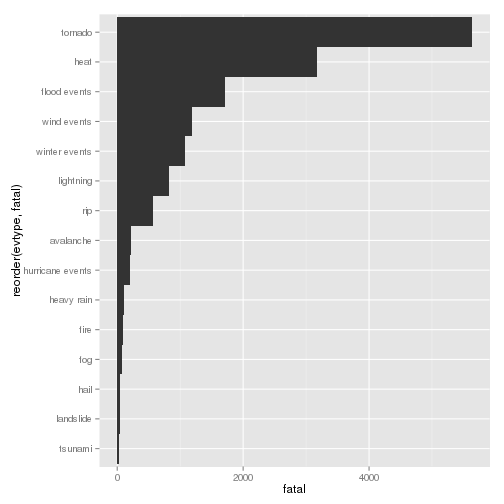 tornado
heat
flood events
wind events
winter events
lightning
rip
avalanche
hurricane events
heavy rain
fire
fog
hail
landslide
tsunami
reorder(evtype, fatal)
0 2000 4000
fatal